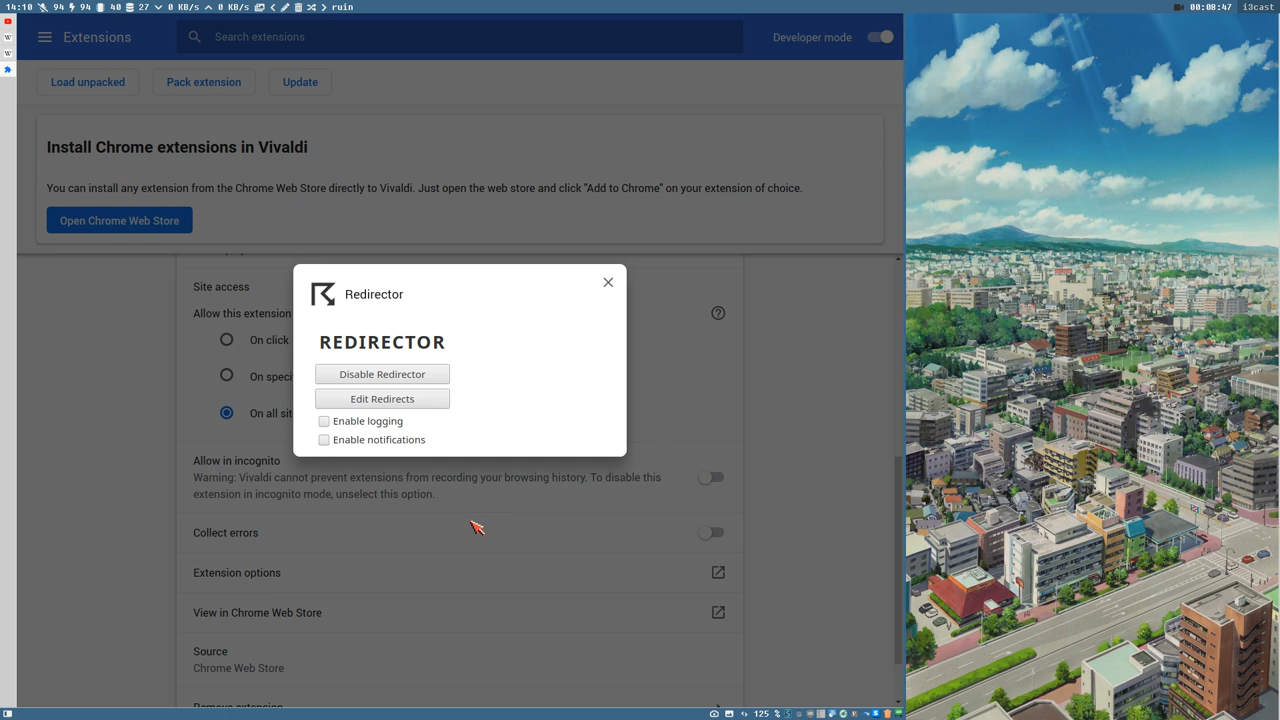 14:10 94 94 40 27 0 KB/s 0 KB/s ruin
00:08:47 i3cast
Extensions
Search extensions
Developer mode
Load unpacked
Pack extension
Update
Install Chrome extensions in Vivaldi
You can install any extension from the Chrome Web Store directly to Vivaldi. Just open the web store and click "Add to Chrome" on your extension of choice.
Open Chrome Web Store
Site access
Allow this extension
On click
On speci
On all sit
Redirector
REDIRECTOR
Disable Redirector
Edit Redirects
Enable logging
Enable notifications
Allow in incognito
Warning: Vivaldi cannot prevent extensions from recording your browsing history. To disable this
extension in incognito mode, unselect this option.
Collect errors
Extension options
View in Chrome Web Store
Source
Chrome Web Store
Remove extension
125